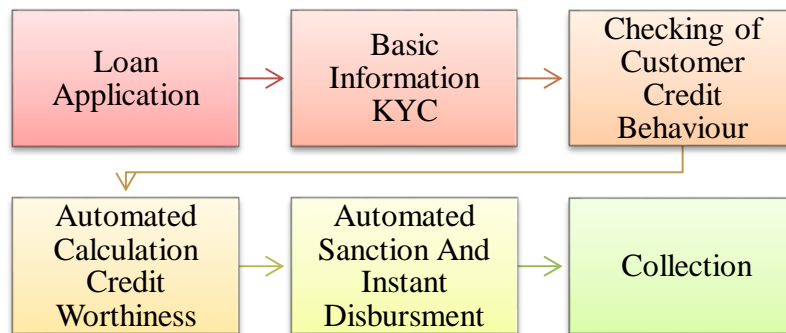 Loan
Application
Basic
Information
KYC
Checking of
Customer
Credit
Behaviour
Automated
Calculation
Credit
Worthiness
Automated
Sanction And
Instant
Disbursment
Collection